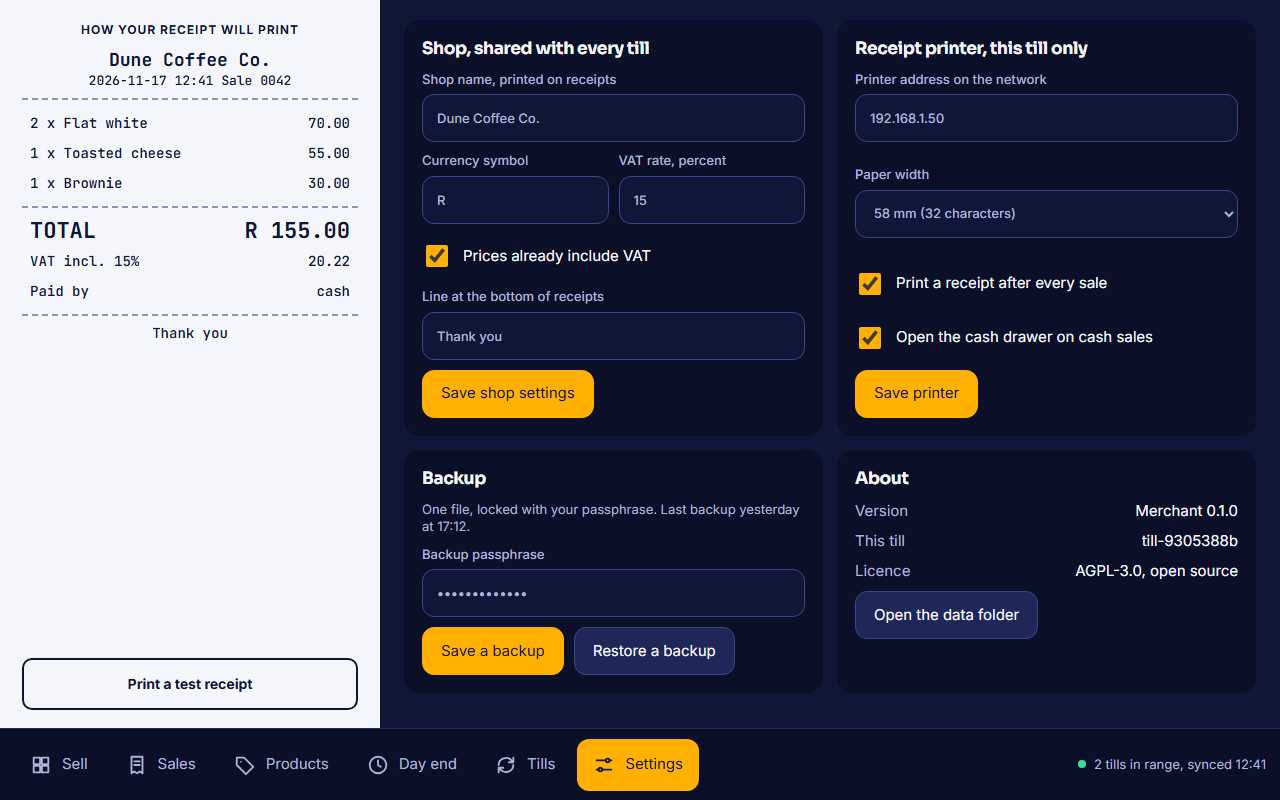 HOW YOUR RECEIPT WILL PRINT
Dune Coffee Co.
2026-11-17 12:41 Sale 0042
2 x Flat white 70.00
1 x Toasted cheese 55.00
1 x Brownie 30.00
TOTAL R 155.00
VAT incl. 15% 20.22
Paid by cash
Thank you
Print a test receipt
Shop, shared with every till
Shop name, printed on receipts
Dune Coffee Co.
Currency symbol VAT rate, percent
R 15
Prices already include VAT
Line at the bottom of receipts
Thank you
Save shop settings
Receipt printer, this till only
Printer address on the network
192.168.1.50
Paper width
58 mm (32 characters)
Print a receipt after every sale
Open the cash drawer on cash sales
Save printer
Backup
One file, locked with your passphrase. Last backup yesterday
at 17:12.
Backup passphrase
•••••••••••••
Save a backup Restore a backup
About
Version Merchant 0.1.0
This till till-9305388b
Licence AGPL-3.0, open source
Open the data folder
Sell Sales Products Day end Tills Settings 2 tills in range, synced 12:41